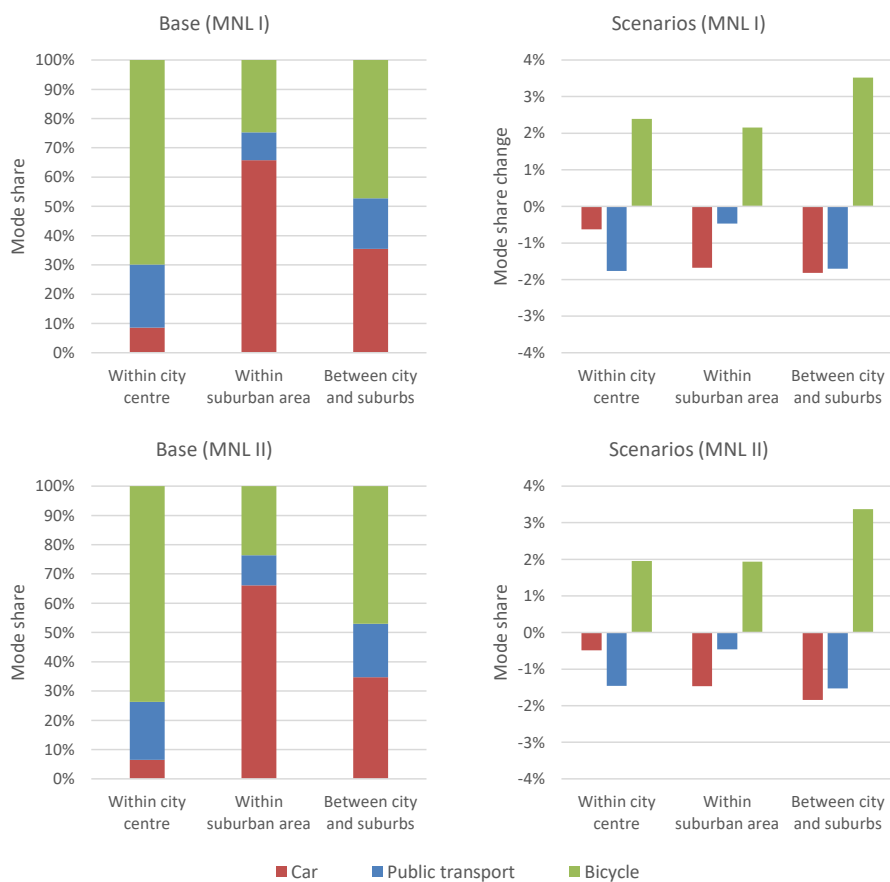 Base (MNL I)
Mode share
100%
90%
80%
70%
60%
50%
40%
30%
20%
10%
0%
Within city
centre
Within
suburban area
Between city
and suburbs
Scenarios (MNL I)
Mode share change
4%
3%
2%
1%
0%
-1%
-2%
-3%
-4%
Within city
centre
Within
suburban area
Between city
and suburbs
Base (MNL II)
Mode share
100%
90%
80%
70%
60%
50%
40%
30%
20%
10%
0%
Within city
centre
Within
suburban area
Between city
and suburbs
Scenarios (MNL II)
Mode share
4%
3%
2%
1%
0%
-1%
-2%
-3%
-4%
Within city
centre
Within
suburban area
Between city
and suburbs
Car
Public transport
Bicycle